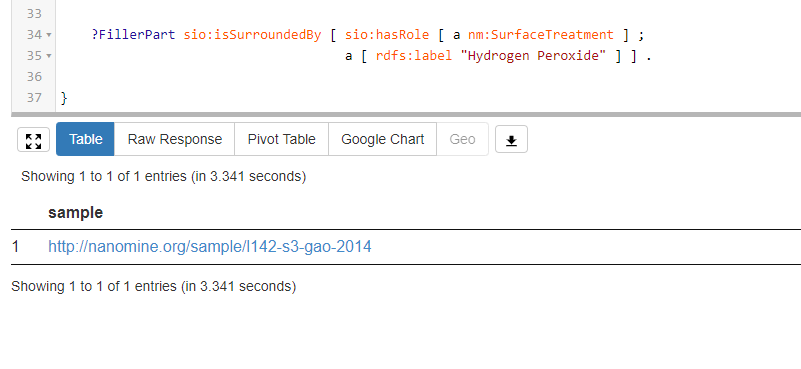 33
34 ?FillerPart sio:isSurroundedBy [ sio:hasRole [ a nm:SurfaceTreatment ] ;
35 a [ rdfs:label "Hydrogen Peroxide" ] ] .
36
37 }
Table Raw Response Pivot Table Google Chart Geo
Showing 1 to 1 of 1 entries (in 3.341 seconds)
sample
1 http://nanomine.org/sample/l142-s3-gao-2014
Showing 1 to 1 of 1 entries (in 3.341 seconds)